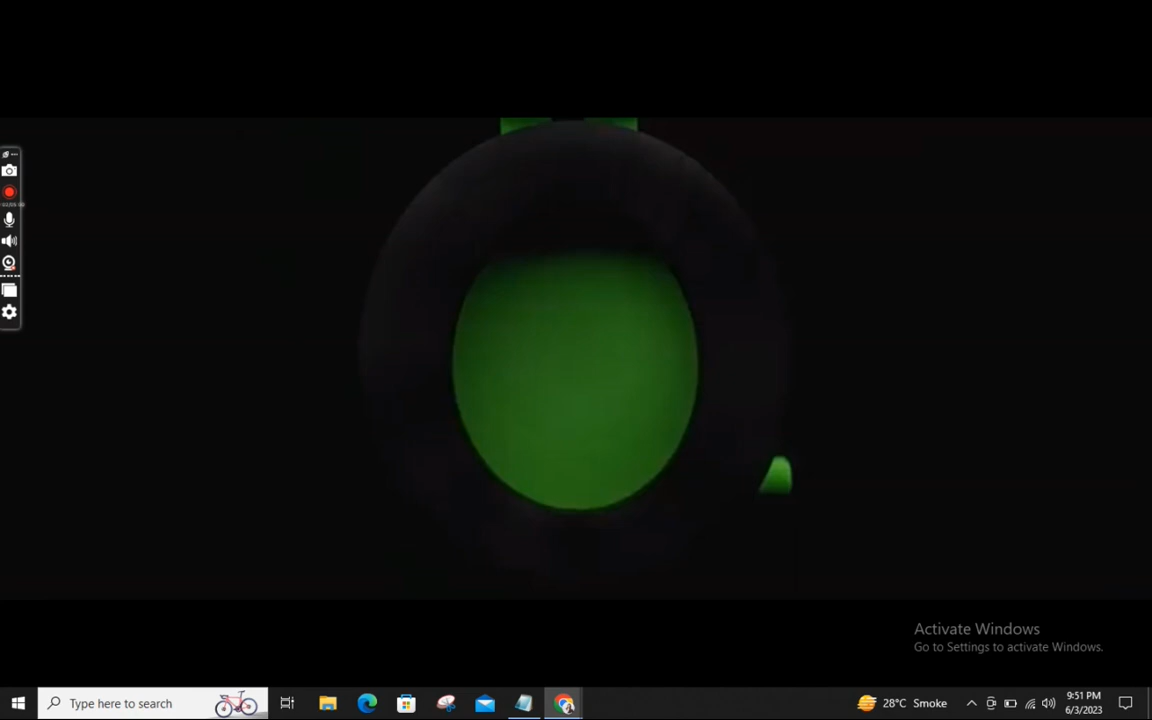 Activate Windows
Go to Settings to activate Windows.
Type here to search
28°C Smoke
9:51 PM
6/3/2023